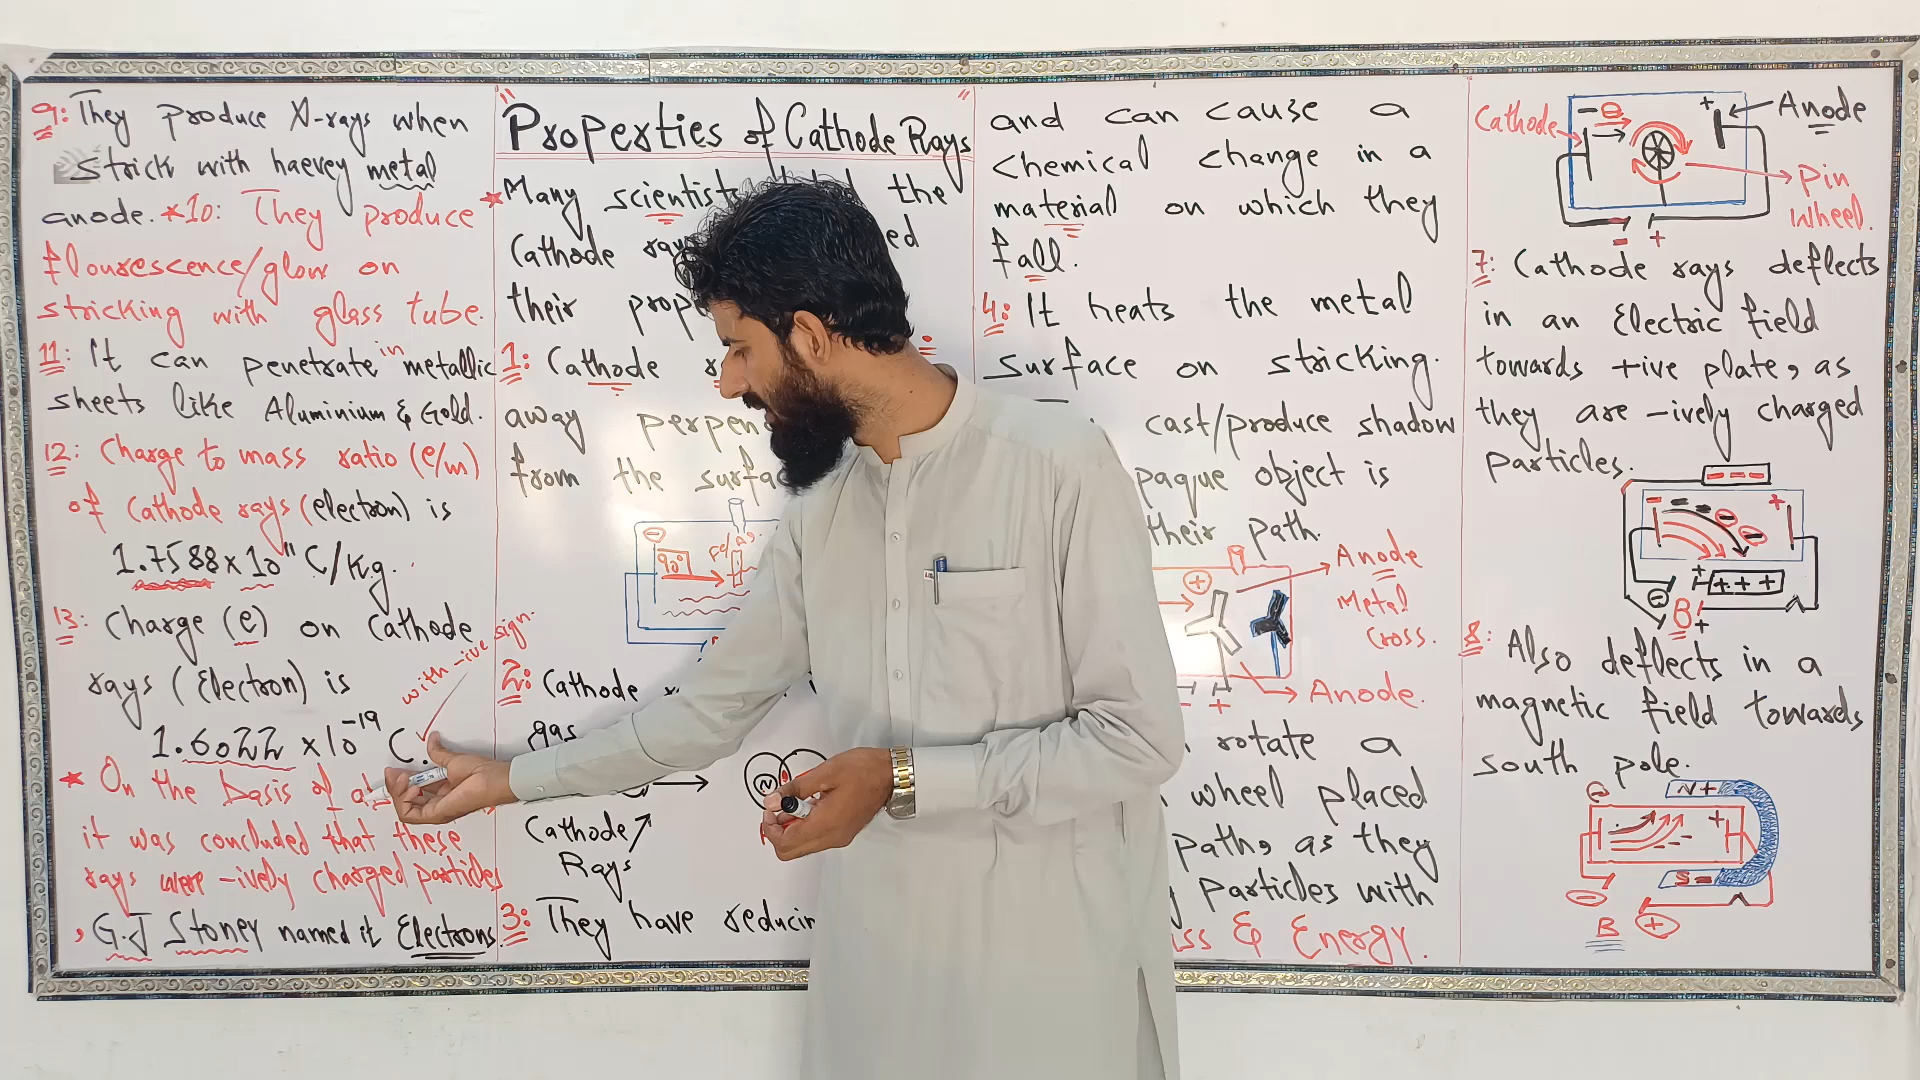 "Properties of Cathode Rays"
* Many scientists the
Cathode ed
their
1: Cathode
away
from the
90°
2: Cathode
gas
N
Cathode
Rays
3: They have
and can cause a
chemical change in a
material on which they
fall.
4: It heats the metal
surface on stricking.
cast/produce shadow
object is
their path.
Anode
Metal
Cross.
Anode.
rotate a
wheel placed
path, as they
particles with
& Energy.
Cathode - e + Anode
Pin
Wheel.
- +
7: Cathode rays deflects
in an Electric field
towards +ive plate, as
they are -ively charged
particles.
- - -
+ + +
B
8: Also deflects in a
magnetic field towards
south pole.
N+
S-
B
9: They produce X-rays when
strick with haevey metal
anode. *10: They produce
flourescence/glow on
stricking with glass tube.
11: It can penetrate in metallic
sheets like Aluminium & Gold.
12: Charge to mass ratio (e/m)
of Cathode rays (electron) is
1.7588 x 10¹¹ C/Kg.
13: Charge (e) on Cathode
rays (Electron) is
with -ive sign.
1.6022 x 10⁻¹⁹ C.
* On the basis of
it was concluded that these
rays were -ively charged particles
, G.J Stoney named it Electrons.